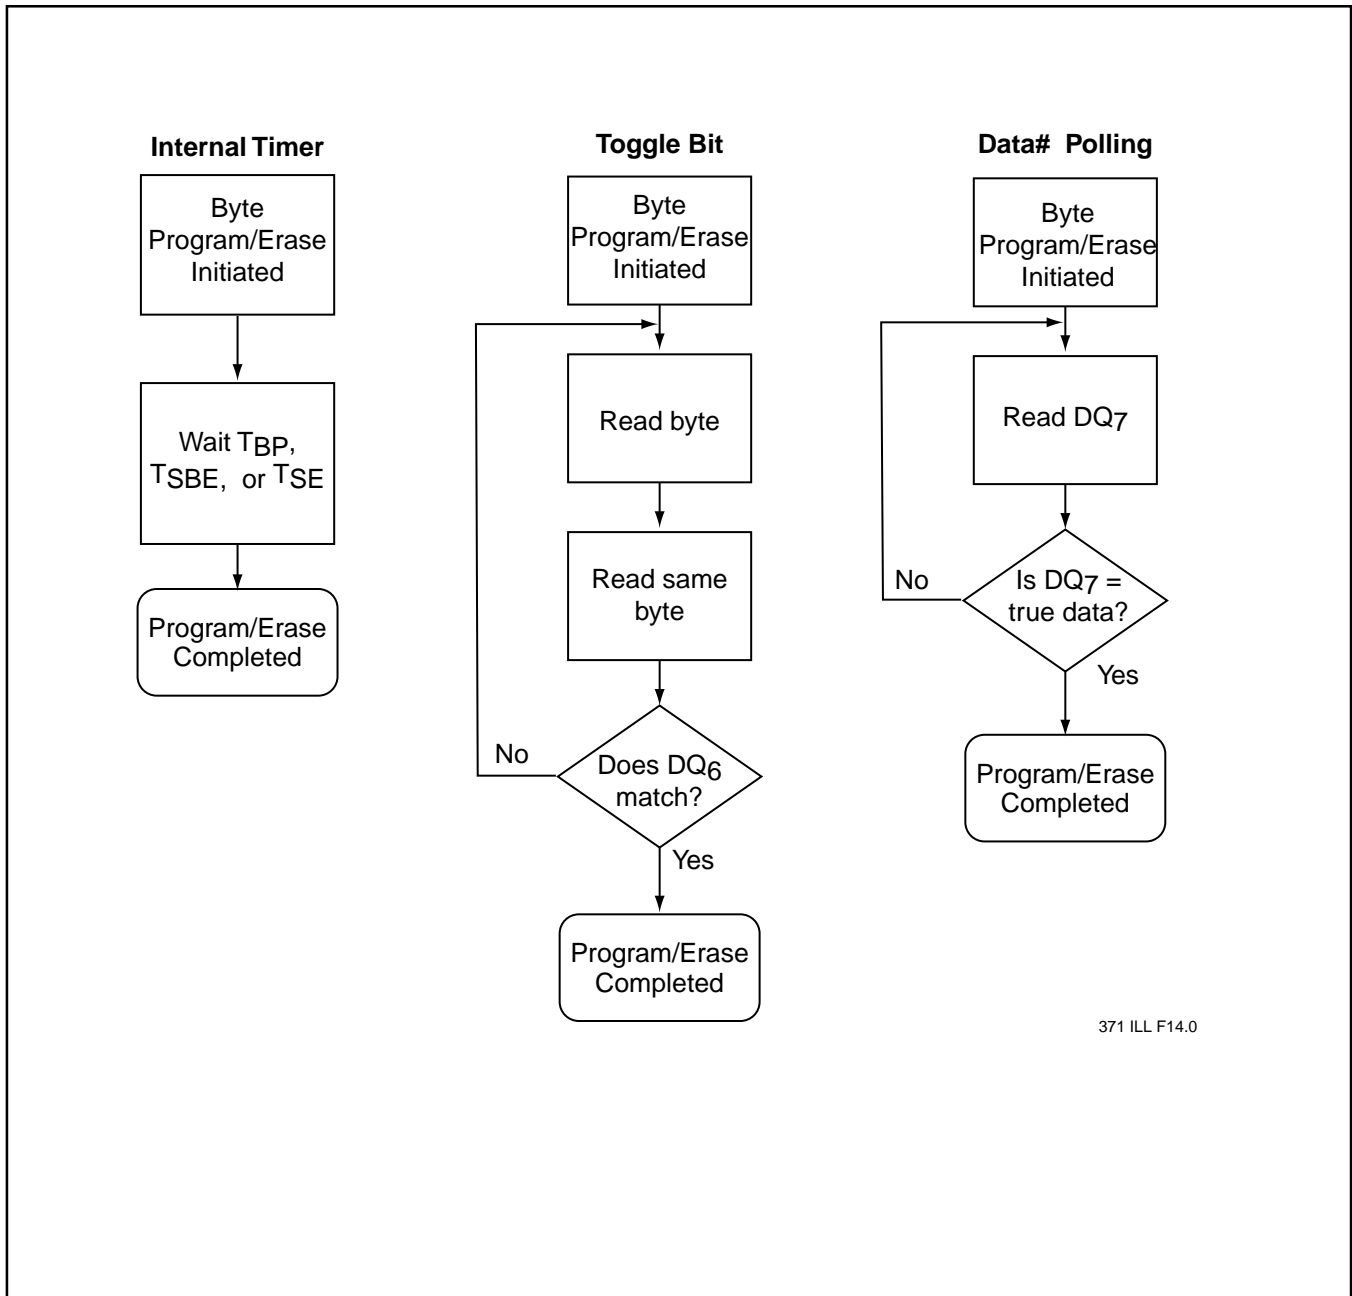 Internal Timer
Byte
Program/Erase
Initiated
Wait TBP,
TSBE, or TSE
Program/Erase
Completed
Toggle Bit
Byte
Program/Erase
Initiated
Read byte
Read same
byte
No
Does DQ6
match?
Yes
Program/Erase
Completed
Data# Polling
Byte
Program/Erase
Initiated
Read DQ7
No
Is DQ7 =
true data?
Yes
Program/Erase
Completed
371 ILL F14.0